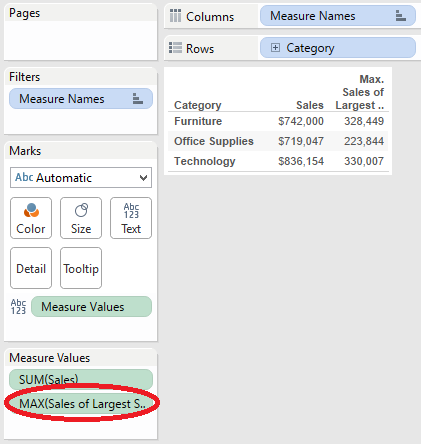 Pages
Columns
Measure Names
Rows
Category
Filters
Measure Names
Marks
Abc Automatic
Color
Size
Abc
123
Text
Detail
Tooltip
Abc
123
Measure Values
Measure Values
SUM(Sales)
MAX(Sales of Largest S..
Max.
Sales of
Category Sales Largest ..
Furniture $742,000 328,449
Office Supplies $719,047 223,844
Technology $836,154 330,007